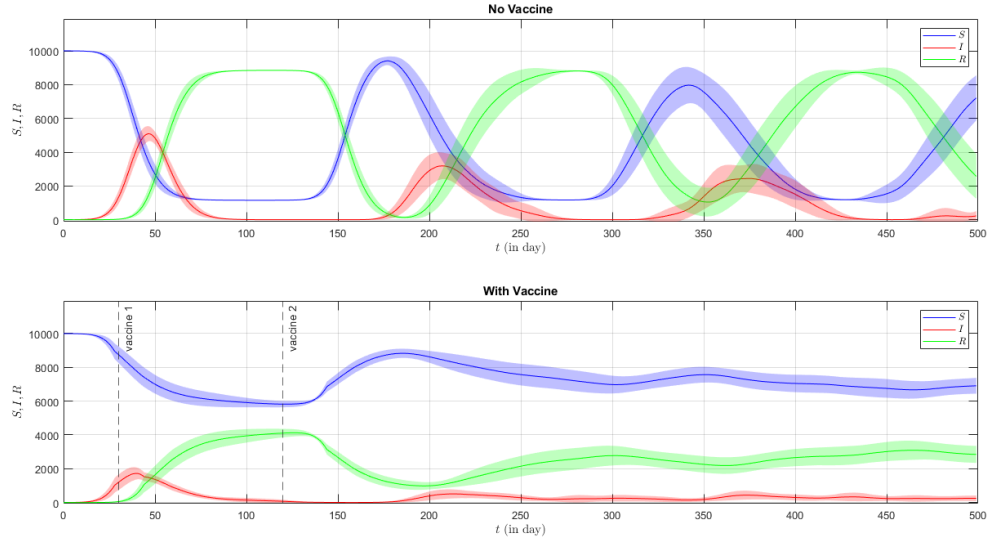 No Vaccine
S, I, R
10000
8000
6000
4000
2000
0
S
I
R
0 50 100 150 200 250 300 350 400 450 500
t (in day)
With Vaccine
S, I, R
10000
8000
6000
4000
2000
0
vaccine 1
vaccine 2
S
I
R
0 50 100 150 200 250 300 350 400 450 500
t (in day)